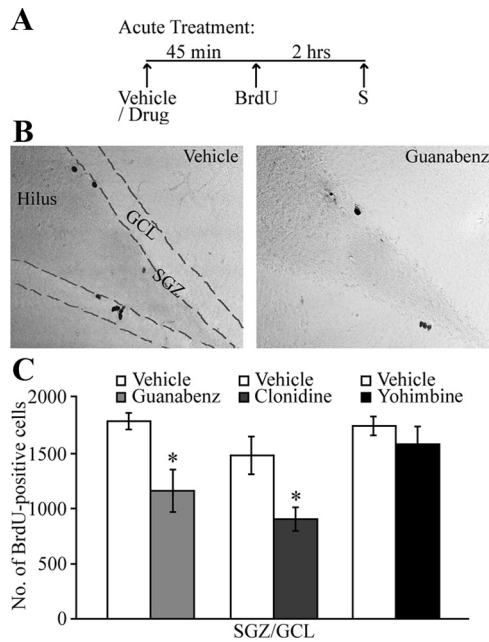 A
Acute Treatment:
45 min 2 hrs
Vehicle / Drug
BrdU
S
B
Vehicle
Hilus
GCL
SGZ
Guanabenz
C
Vehicle Vehicle Vehicle
Guanabenz Clonidine Yohimbine
No. of BrdU-positive cells
2000
1500
1000
500
0
* *
SGZ/GCL